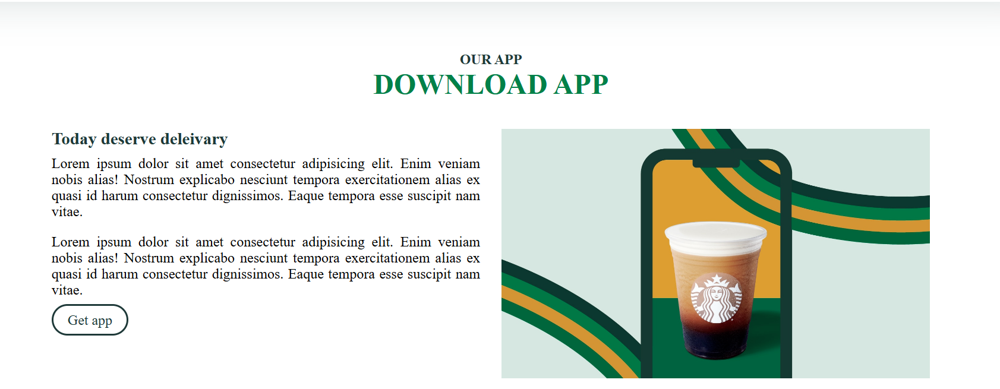 OUR APP
DOWNLOAD APP
Today deserve deleivary
Lorem ipsum dolor sit amet consectetur adipisicing elit. Enim veniam
nobis alias! Nostrum explicabo nesciunt tempora exercitationem alias ex
quasi id harum consectetur dignissimos. Eaque tempora esse suscipit nam
vitae.
Lorem ipsum dolor sit amet consectetur adipisicing elit. Enim veniam
nobis alias! Nostrum explicabo nesciunt tempora exercitationem alias ex
quasi id harum consectetur dignissimos. Eaque tempora esse suscipit nam
vitae.
Get app